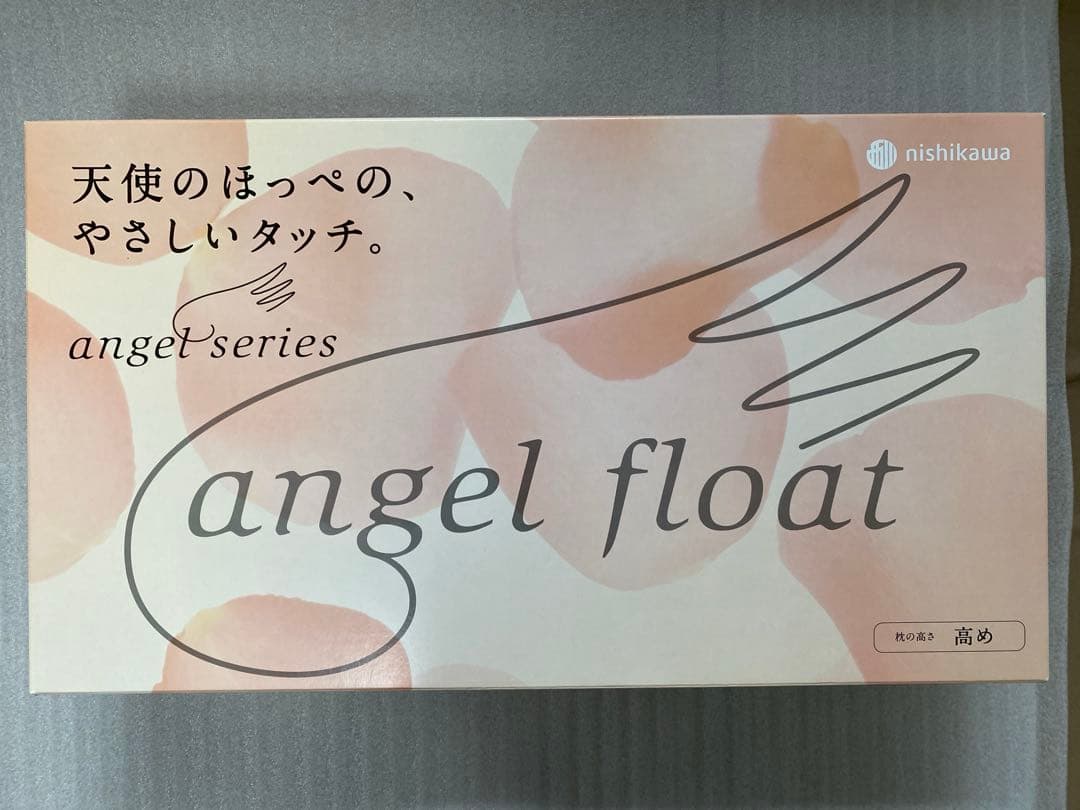 天使のほっぺの、
やさしいタッチ。
angel series
nishikawa
angel float
枕の高さ 高め